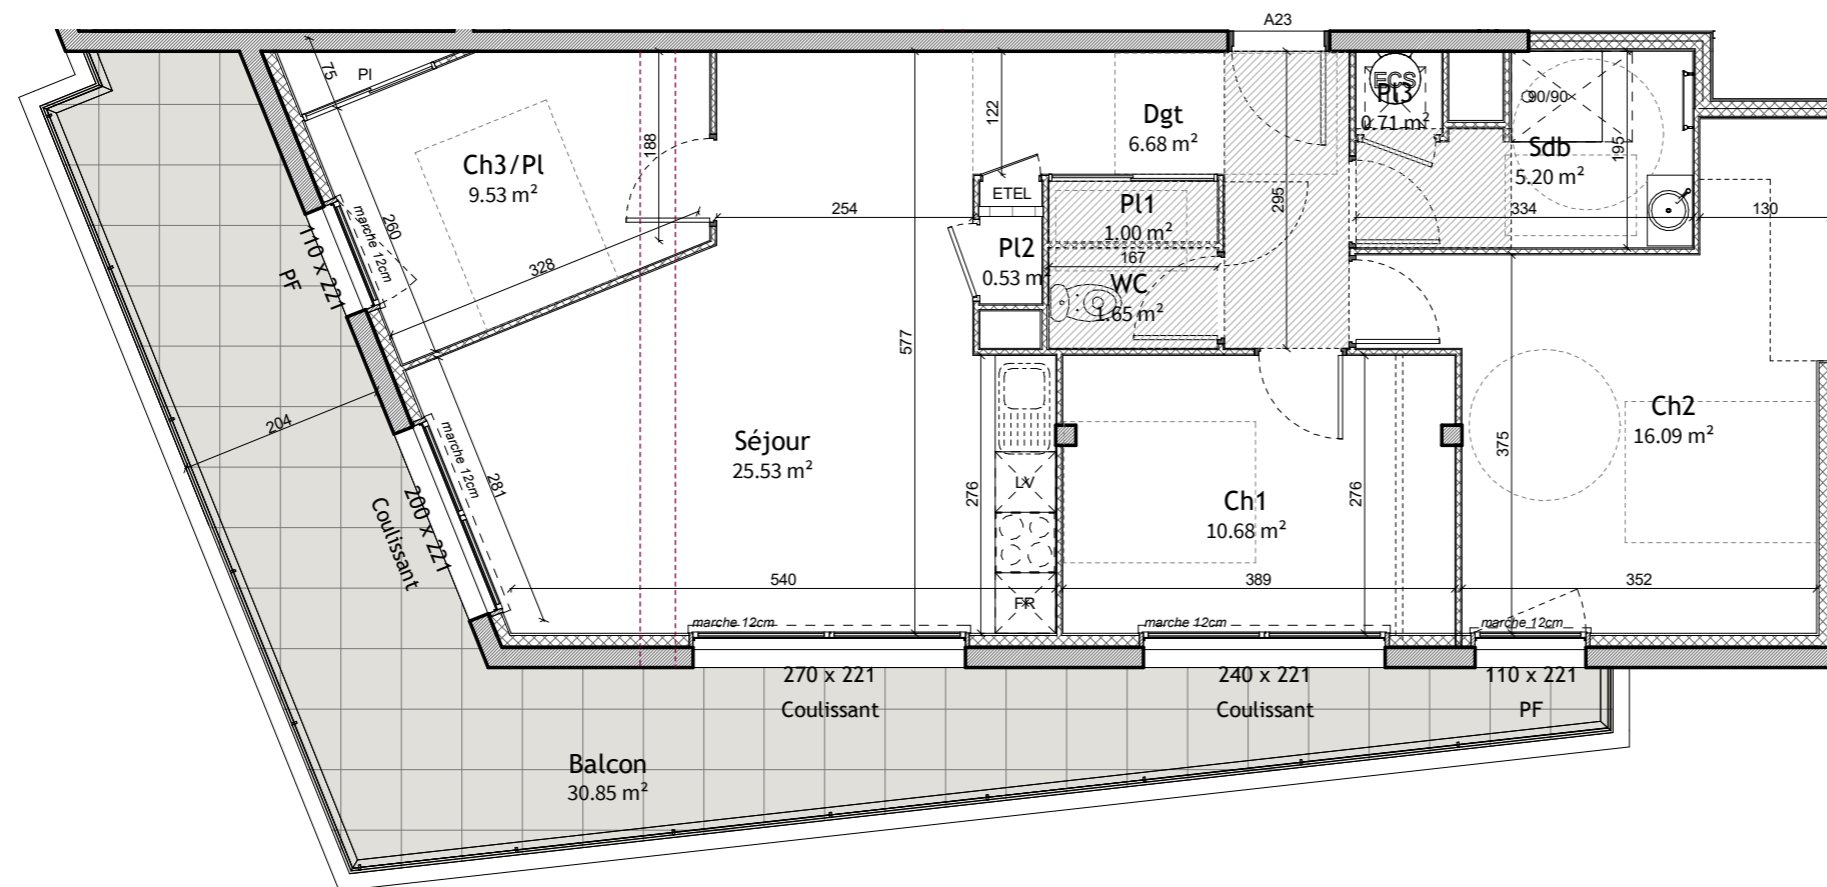 A23
75
Pl
Ch3/Pl
9.53 m²
188
122
Dgt
6.68 m²
ECS
Pl3
0.71 m²
90/90
Sdb
5.20 m²
195
ETEL
Pl1
1.00 m²
Pl2
0.53 m
167
WC
1.65 m²
254
295
334
130
marche 12cm
260
110 x 221
PF
328
577
204
marche 12cm
281
200 x 221
Coulissant
Séjour
25.53 m²
276
LV
FR
Ch1
10.68 m²
276
375
Ch2
16.09 m²
540
389
352
marche 12cm
marche 12cm
marche 12cm
270 x 221
Coulissant
240 x 221
Coulissant
110 x 221
PF
Balcon
30.85 m²